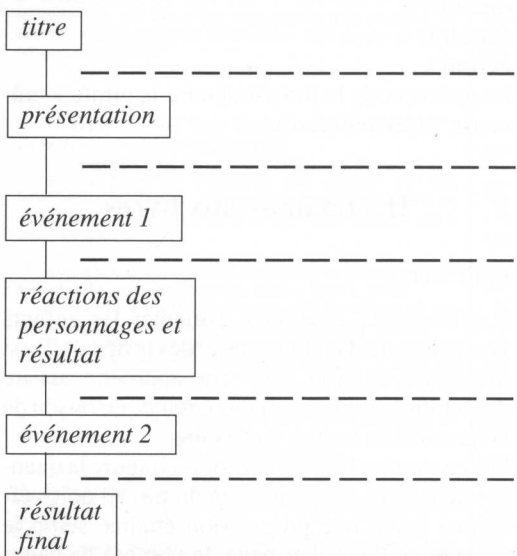 titre
présentation
événement 1
réactions des
personnages et
résultat
événement 2
résultat
final